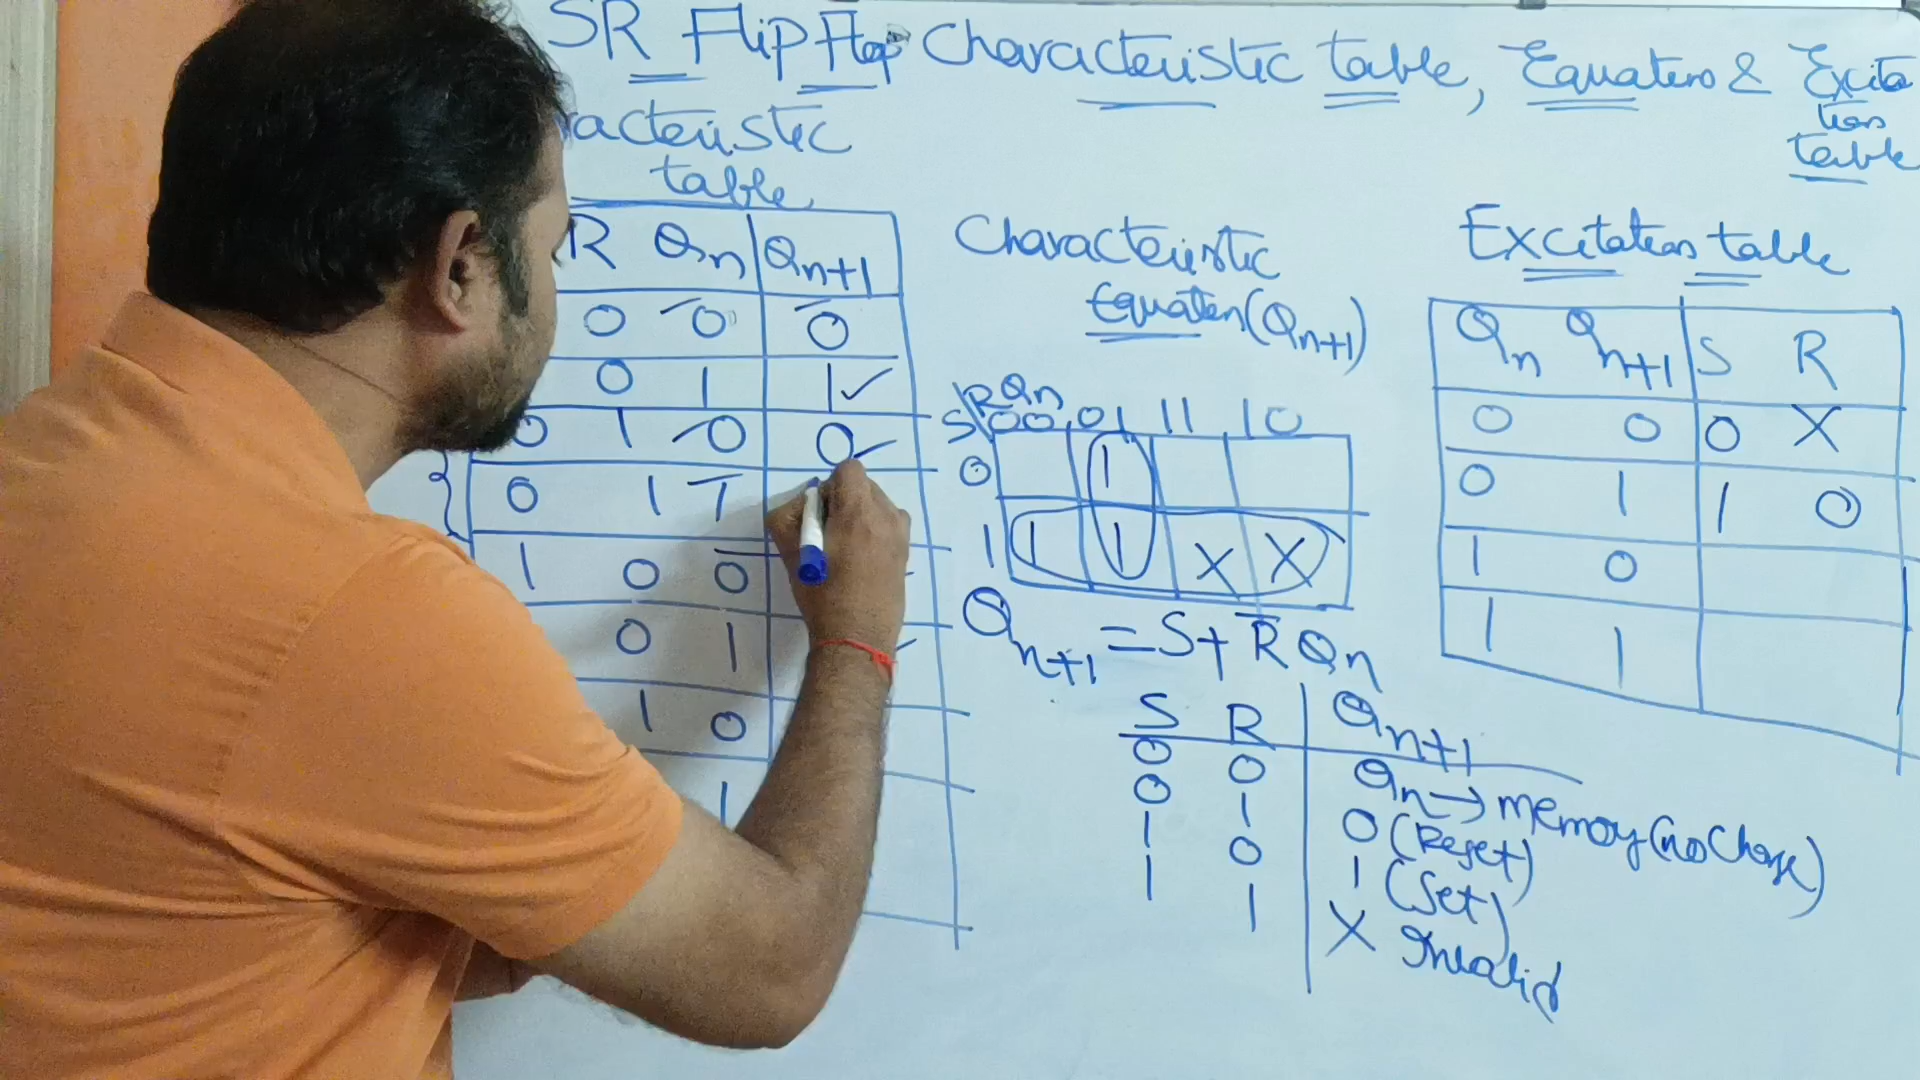 SR Flip Flop Characteristic table, Equation & Excita
tion
table
acteristic
table
R Qn Qn+1
0 0 0
0 1 1✓
0 1 0 0✓
0 1 1
1 0 0
0 1
1 0
1
Characteristic
Equation(Qn+1)
S\RQn 00 01 11 10
0 1
1 1 1 X X
Qn+1 = S+R̅Qn
S R Qn+1
0 0 Qn→memory(no Change)
0 1 0 (Reset)
1 0 1 (Set)
1 1 X Invalid
Excitation table
Qn Qn+1 S R
0 0 0 X
0 1 1 0
1 0
1 1